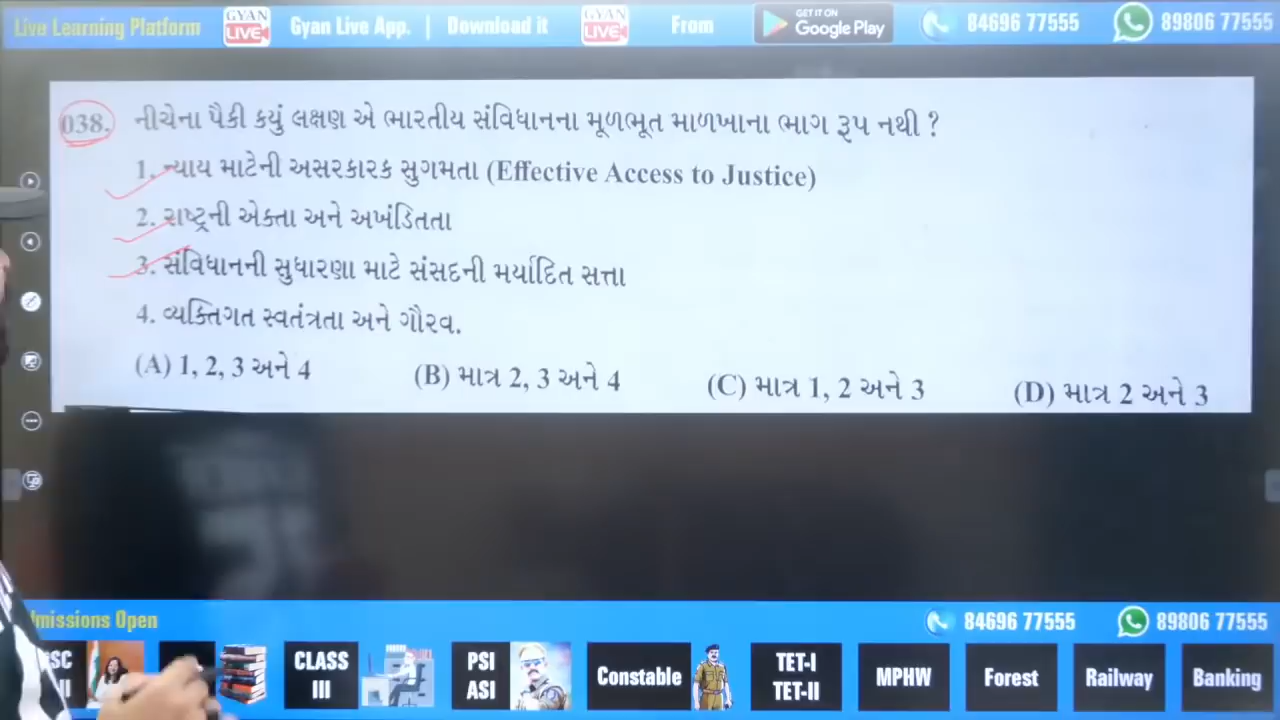 Live Learning Platform GYAN LIVE Gyan Live App. | Download it GYAN LIVE From GET IT ON Google Play 84696 77555 89806 77555
038. નીચેના પૈકી કયું લક્ષણ એ ભારતીય સંવિધાનના મૂળભૂત માળખાના ભાગ રૂપ નથી ?
1. ન્યાય માટેની અસરકારક સુગમતા (Effective Access to Justice)
2. રાષ્ટ્રની એકતા અને અખંડિતતા
3. સંવિધાનની સુધારણા માટે સંસદની મર્યાદિત સત્તા
4. વ્યક્તિગત સ્વતંત્રતા અને ગૌરવ.
(A) 1, 2, 3 અને 4 (B) માત્ર 2, 3 અને 4 (C) માત્ર 1, 2 અને 3 (D) માત્ર 2 અને 3
Open 84696 77555 89806 77555
CLASS III PSI ASI Constable TET-I TET-II MPHW Forest Railway Banking